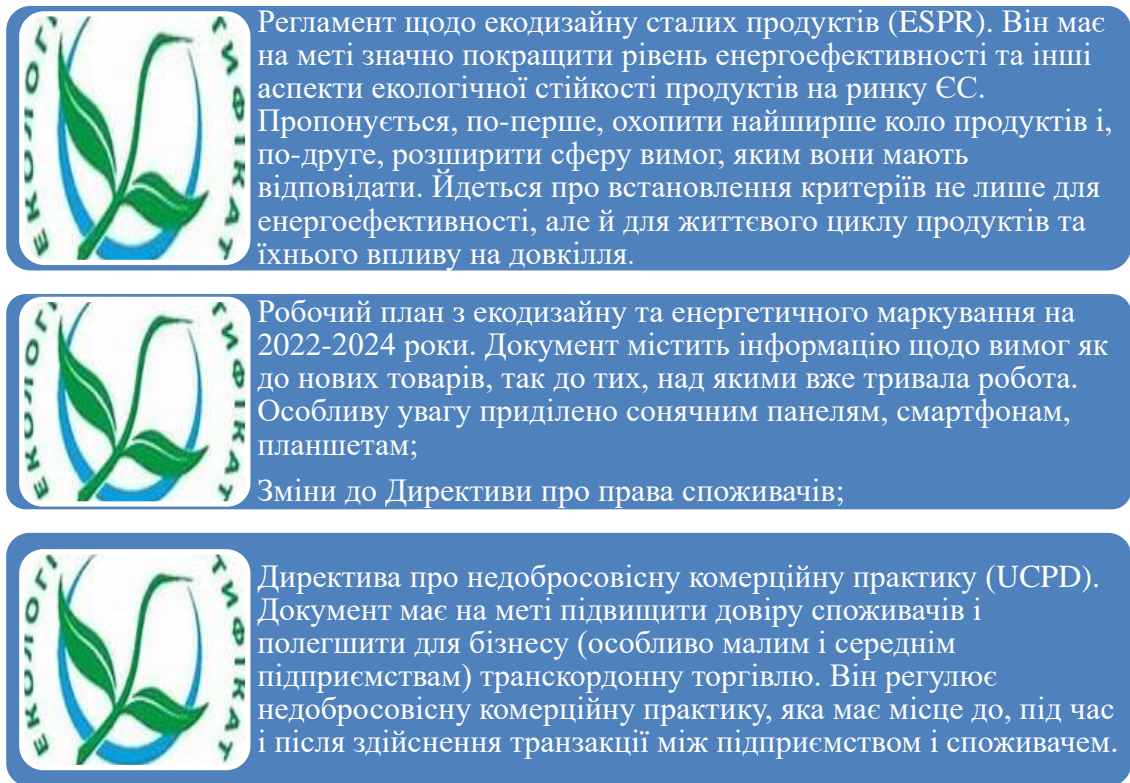 ЕКОЛОГІ
ТИФІКАТ
Регламент щодо екодизайну сталих продуктів (ESPR). Він має
на меті значно покращити рівень енергоефективності та інші
аспекти екологічної стійкості продуктів на ринку ЄС.
Пропонується, по-перше, охопити найширше коло продуктів і,
по-друге, розширити сферу вимог, яким вони мають
відповідати. Йдеться про встановлення критеріїв не лише для
енергоефективності, але й для життєвого циклу продуктів та
їхнього впливу на довкілля.
ЕКОЛОГІ
ТИФІКАТ
Робочий план з екодизайну та енергетичного маркування на
2022-2024 роки. Документ містить інформацію щодо вимог як
до нових товарів, так до тих, над якими вже тривала робота.
Особливу увагу приділено сонячним панелям, смартфонам,
планшетам;
Зміни до Директиви про права споживачів;
ЕКОЛОГІ
ТИФІКАТ
Директива про недобросовісну комерційну практику (UCPD).
Документ має на меті підвищити довіру споживачів і
полегшити для бізнесу (особливо малим і середнім
підприємствам) транскордонну торгівлю. Він регулює
недобросовісну комерційну практику, яка має місце до, під час
і після здійснення транзакції між підприємством і споживачем.